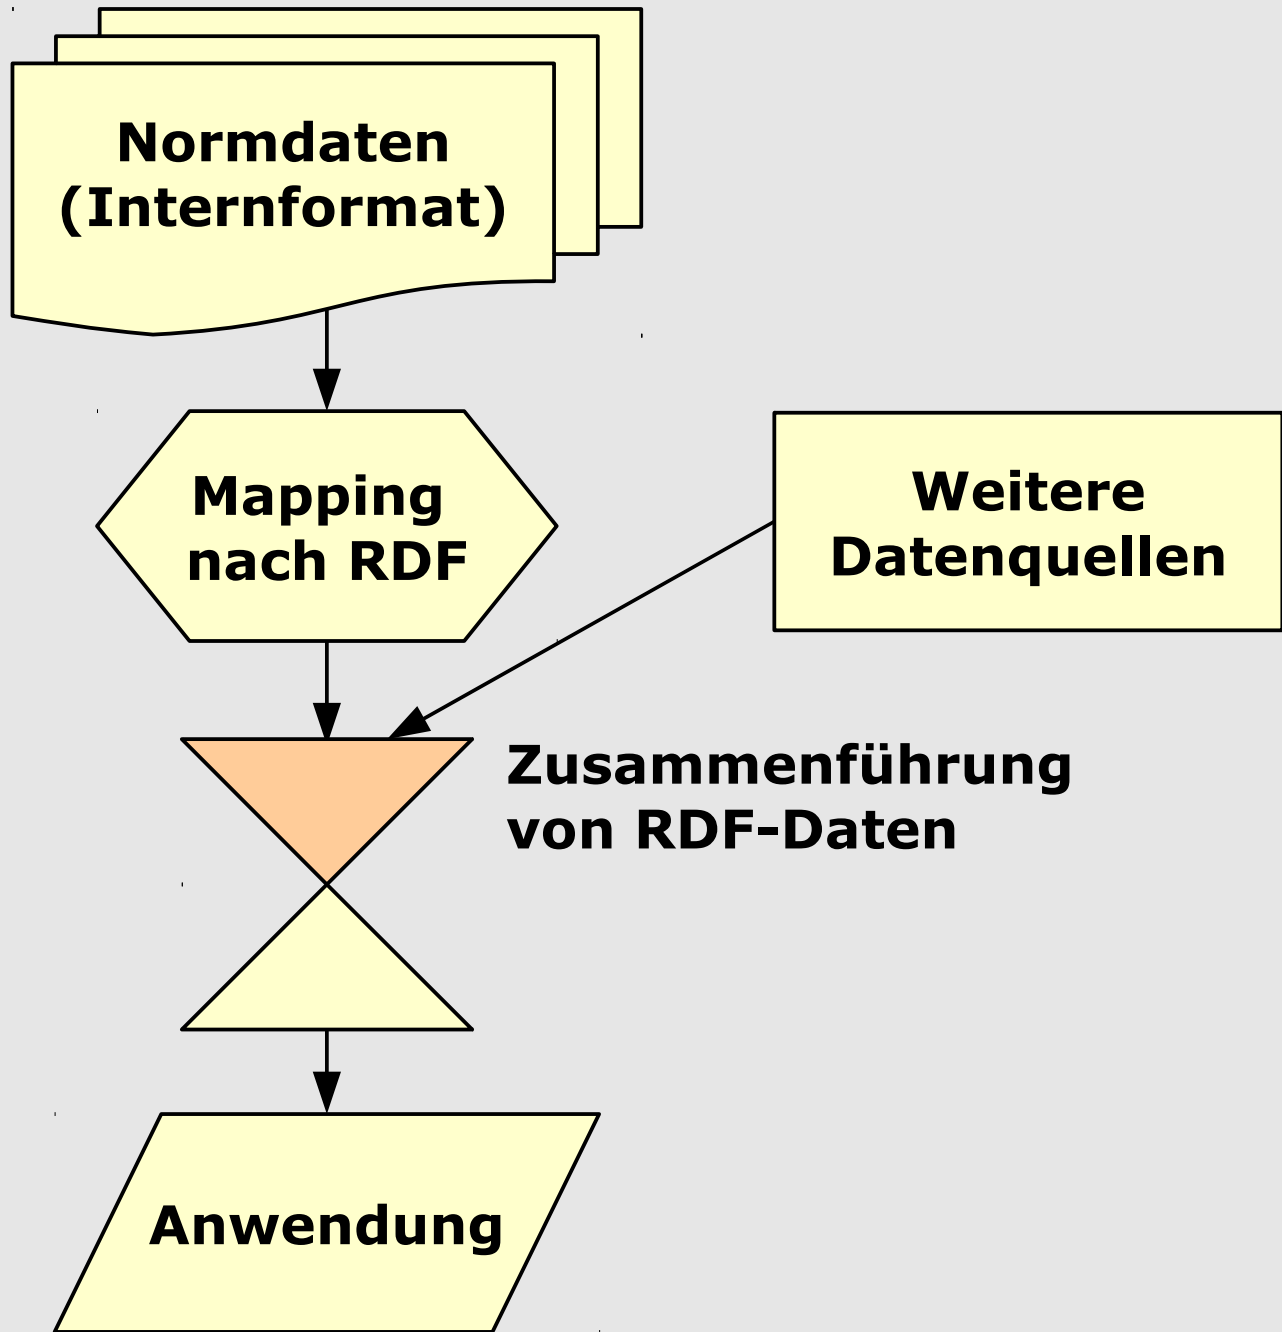 Normdaten
(Internformat)
Mapping
nach RDF
Weitere
Datenquellen
Zusammenführung
von RDF-Daten
Anwendung